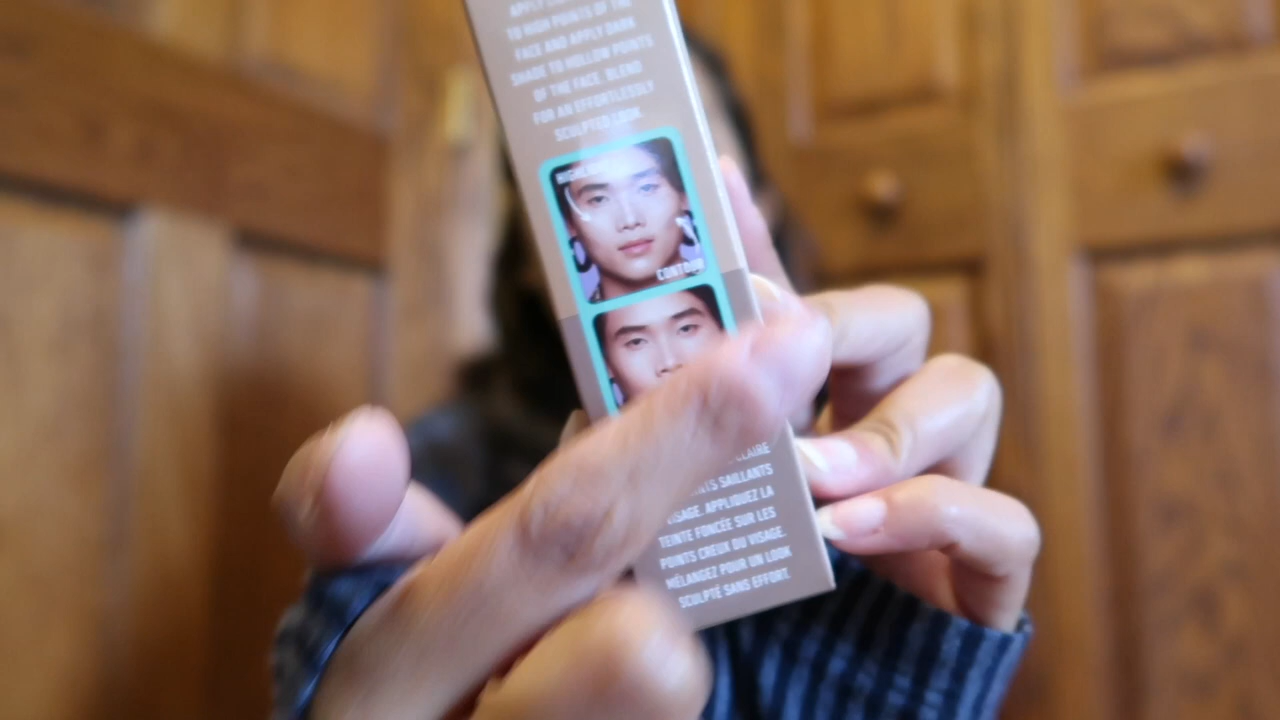 TO HIGH POINTS OF THE
FACE AND APPLY DARK
SHADE TO HOLLOW POINTS
OF THE FACE. BLEND
FOR AN EFFORTLESSLY
SCULPTED LOOK
CONTOUR
VISAGE. APPLIQUEZ LA
TEINTE FONCÉE SUR LES
POINTS CREUX DU VISAGE.
MÉLANGEZ POUR UN LOOK
SCULPTÉ SANS EFFORT.